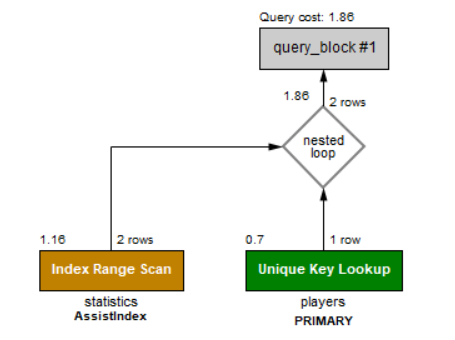 Query cost: 1.86
query_block #1
1.86
2 rows
nested
loop
1.16
2 rows
0.7
1 row
Index Range Scan
Unique Key Lookup
statistics
AssistIndex
players
PRIMARY